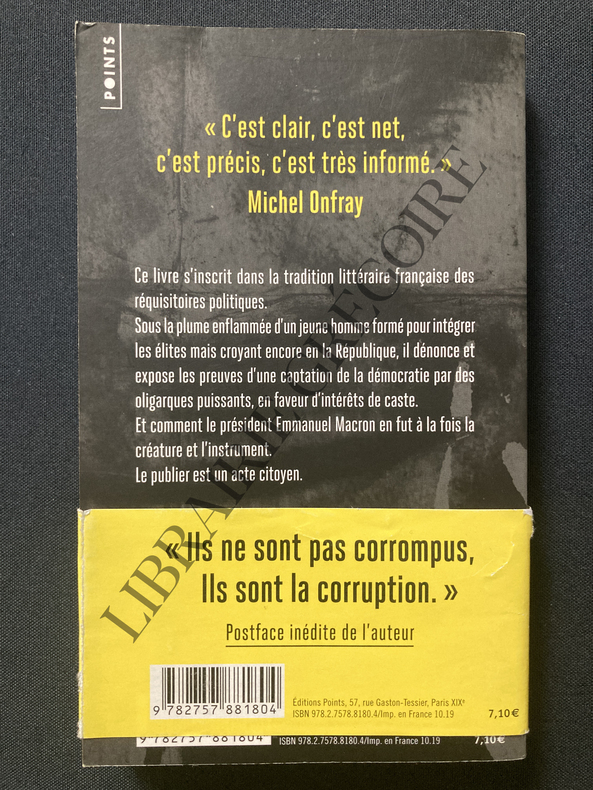 POINTS
« C’est clair, c’est net,
c’est précis, c’est très informé. »
Michel Onfray
Ce livre s’inscrit dans la tradition littéraire française des
réquisitoires politiques.
Sous la plume enflammée d’un jeune homme formé pour intégrer
les élites mais croyant encore en la République, il dénonce et
expose les preuves d’une captation de la démocratie par des
oligarques puissants, en faveur d’intérêts de caste.
Et comment le président Emmanuel Macron en fut à la fois la
créature et l’instrument.
Le publier est un acte citoyen.
« Ils ne sont pas corrompus,
Ils sont la corruption. »
Postface inédite de l’auteur
9 782757 881804
Éditions Points, 57, rue Gaston-Tessier, Paris XIXe
ISBN 978.2.7578.8180.4/Imp. en France 10.19
7,10€
9 782757 881804
ISBN 978.2.7578.8180.4/Imp. en France 10.19
7,10€
LIBRAIRIE GREGOIRE